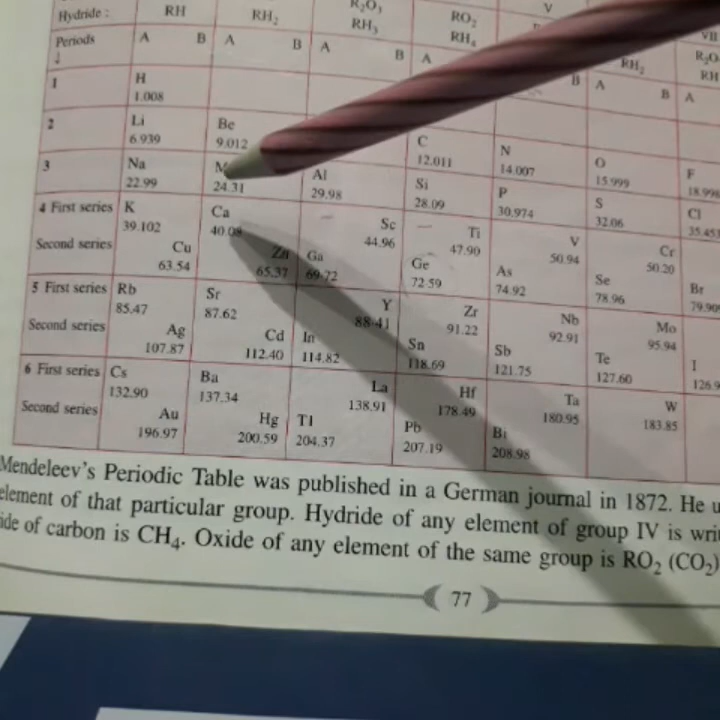 Hydride : RH RH₂ R₂O₃ RO₂ V
RH₃ RH₄ RH₂ R₂O RH
Periods A B A B A B A B A B A
1 H
1.008
2 Li Be C N O F
6.939 9.012 12.011 14.007 15.999
3 Na Al Si P S Cl
22.99 24.31 29.98 28.09 30.974 32.06
4 First series K Ca Sc Ti V Cr
39.102 40.08 44.96 47.90 50.94 50.20
Second series Cu Zn Ga Ge As Se Br
63.54 65.37 69.72 72.59 74.92 78.96
5 First series Rb Sr Y Zr Nb Mo
85.47 87.62 88.41 91.22 92.91 95.94
Second series Ag Cd In Sn Sb Te I
107.87 112.40 114.82 118.69 121.75 127.60
6 First series Cs Ba La Hf Ta W
132.90 137.34 138.91 178.49 180.95 183.85
Second series Au Hg Tl Pb Bi
196.97 200.59 204.37 207.19 208.98
Mendeleev's Periodic Table was published in a German journal in 1872. He
element of that particular group. Hydride of any element of group IV is
of carbon is CH₄. Oxide of any element of the same group is RO₂ (CO₂)
77